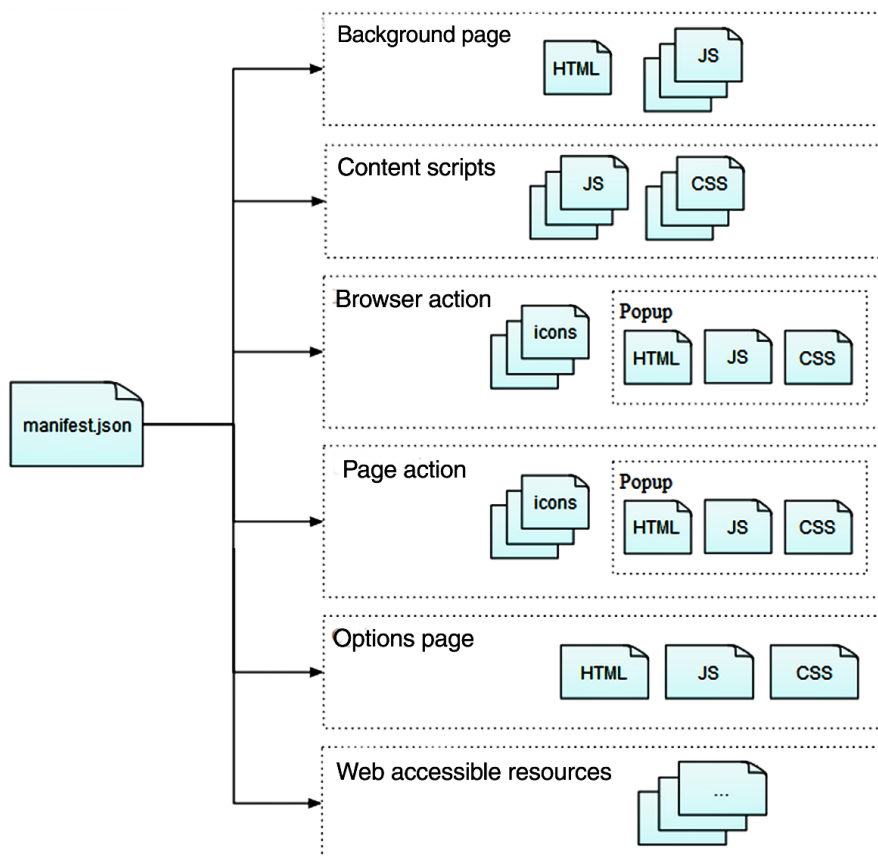 Background page
HTML
JS
Content scripts
JS
CSS
Browser action
icons
Popup
HTML
JS
CSS
manifest.json
Page action
icons
Popup
HTML
JS
CSS
Options page
HTML
JS
CSS
Web accessible resources
...